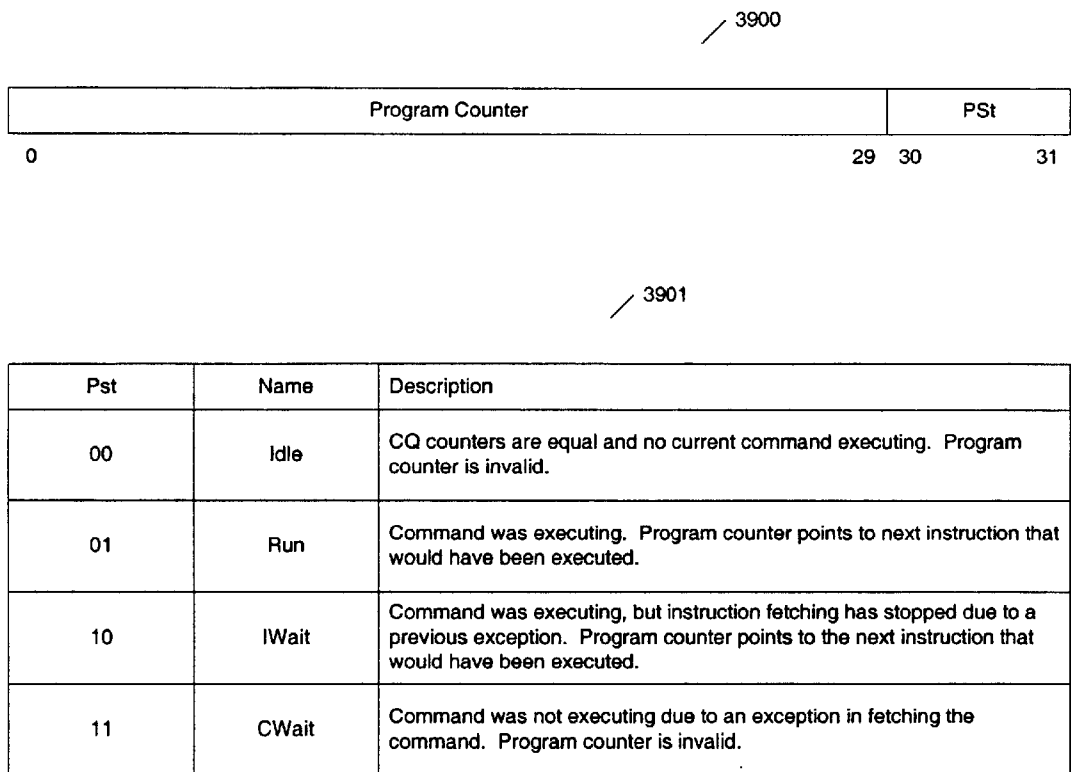 3900
Program Counter PSt
0 29 30 31
3901
Pst Name Description
00 Idle CQ counters are equal and no current command executing. Program
counter is invalid.
01 Run Command was executing. Program counter points to next instruction that
would have been executed.
10 IWait Command was executing, but instruction fetching has stopped due to a
previous exception. Program counter points to the next instruction that
would have been executed.
11 CWait Command was not executing due to an exception in fetching the
command. Program counter is invalid.